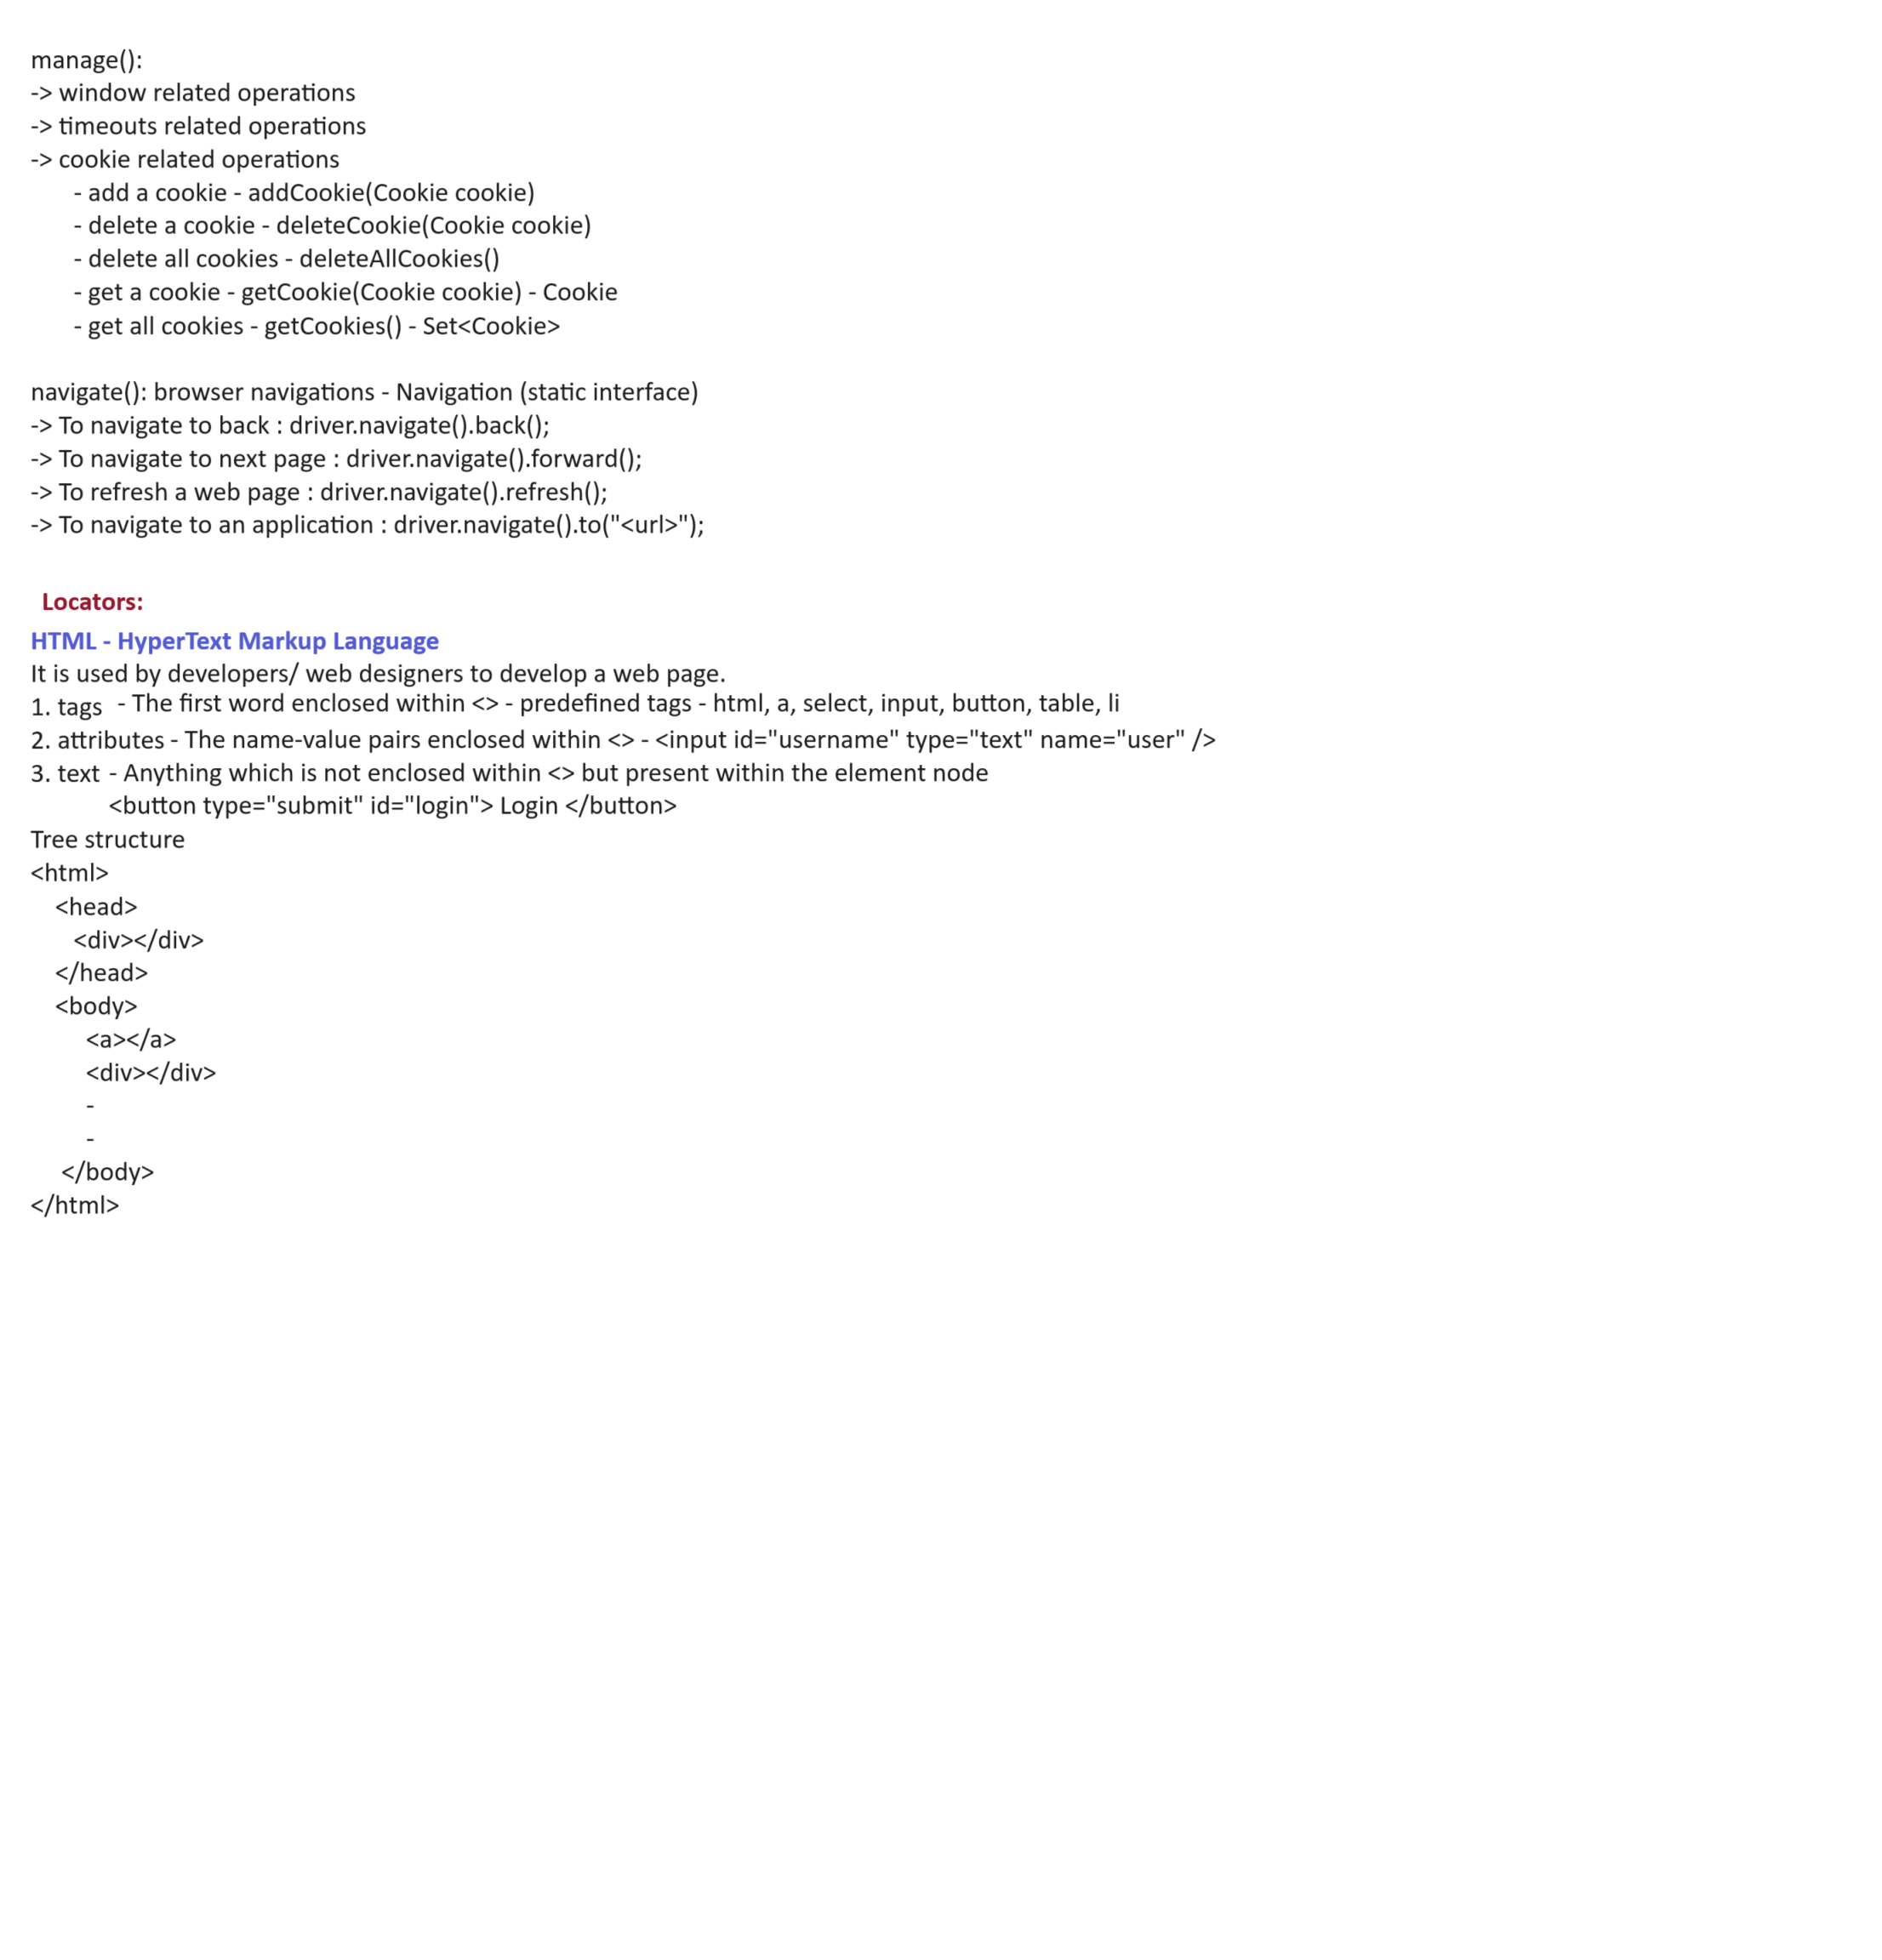 manage():
-> window related operations
-> timeouts related operations
-> cookie related operations
- add a cookie - addCookie(Cookie cookie)
- delete a cookie - deleteCookie(Cookie cookie)
- delete all cookies - deleteAllCookies()
- get a cookie - getCookie(Cookie cookie) - Cookie
- get all cookies - getCookies() - Set<Cookie>
navigate(): browser navigations - Navigation (static interface)
-> To navigate to back : driver.navigate().back();
-> To navigate to next page : driver.navigate().forward();
-> To refresh a web page : driver.navigate().refresh();
-> To navigate to an application : driver.navigate().to("<url>");
Locators:
HTML - HyperText Markup Language
It is used by developers/ web designers to develop a web page.
1. tags - The first word enclosed within <> - predefined tags - html, a, select, input, button, table, li
2. attributes - The name-value pairs enclosed within <> - <input id="username" type="text" name="user" />
3. text - Anything which is not enclosed within <> but present within the element node
<button type="submit" id="login"> Login </button>
Tree structure
<html>
<head>
<div></div>
</head>
<body>
<a></a>
<div></div>
-
-
</body>
</html>